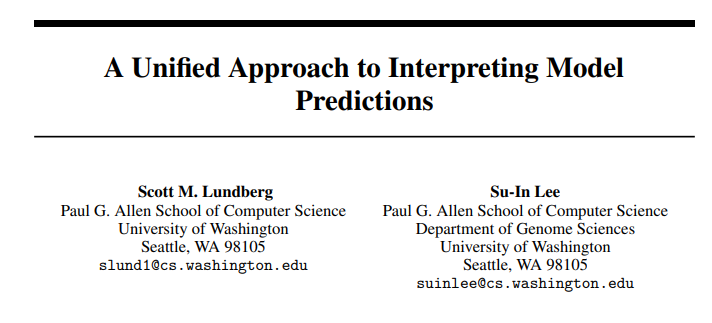 A Unified Approach to Interpreting Model
Predictions
Scott M. Lundberg
Paul G. Allen School of Computer Science
University of Washington
Seattle, WA 98105
slund1@cs.washington.edu
Su-In Lee
Paul G. Allen School of Computer Science
Department of Genome Sciences
University of Washington
Seattle, WA 98105
suinlee@cs.washington.edu